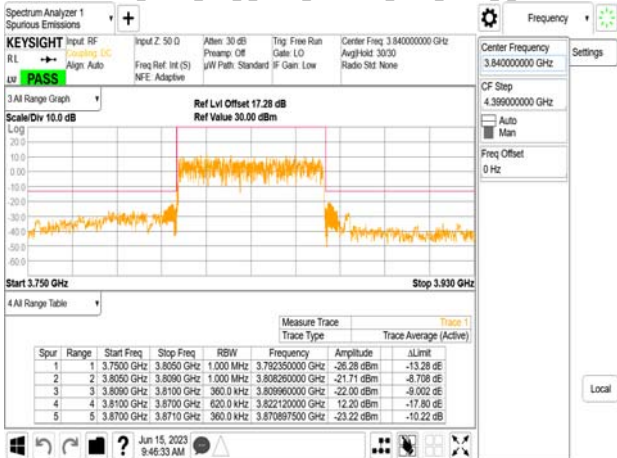 Spectrum Analyzer 1
Spurious Emissions
+
Frequency
KEYSIGHT Input: RF Input Z: 50 Ω Atten: 30 dB Trig: Free Run Center Freq: 3.840000000 GHz
RL Coupling: DC Preamp: Off Gate: LO Avg|Hold: 30/30
Align: Auto Freq Ref: Int (S) µW Path: Standard IF Gain: Low Radio Std: None
LW PASS NFE: Adaptive
Center Frequency
3.840000000 GHz
Settings
CF Step
4.399000000 GHz
Auto
Man
Freq Offset
0 Hz
Local
3 All Range Graph
Ref Lvl Offset 17.28 dB
Scale/Div 10.0 dB Ref Value 30.00 dBm
Log
20.0
10.0
0.00
-10.0
-20.0
-30.0
-40.0
-50.0
-60.0
Start 3.750 GHz Stop 3.930 GHz
4 All Range Table
Measure Trace Trace 1
Trace Type Trace Average (Active)
Spur Range Start Freq Stop Freq RBW Frequency Amplitude ΔLimit
1 1 3.7500 GHz 3.8050 GHz 1.000 MHz 3.792350000 GHz -26.28 dBm -13.28 dB
2 2 3.8050 GHz 3.8090 GHz 1.000 MHz 3.808260000 GHz -21.71 dBm -8.708 dB
3 3 3.8090 GHz 3.8100 GHz 360.0 kHz 3.809960000 GHz -22.00 dBm -9.002 dB
4 4 3.8100 GHz 3.8700 GHz 620.0 kHz 3.822120000 GHz 12.20 dBm -17.80 dB
5 5 3.8700 GHz 3.8710 GHz 360.0 kHz 3.870897500 GHz -23.22 dBm -10.22 dB
?
Jun 15, 2023
9:46:33 AM